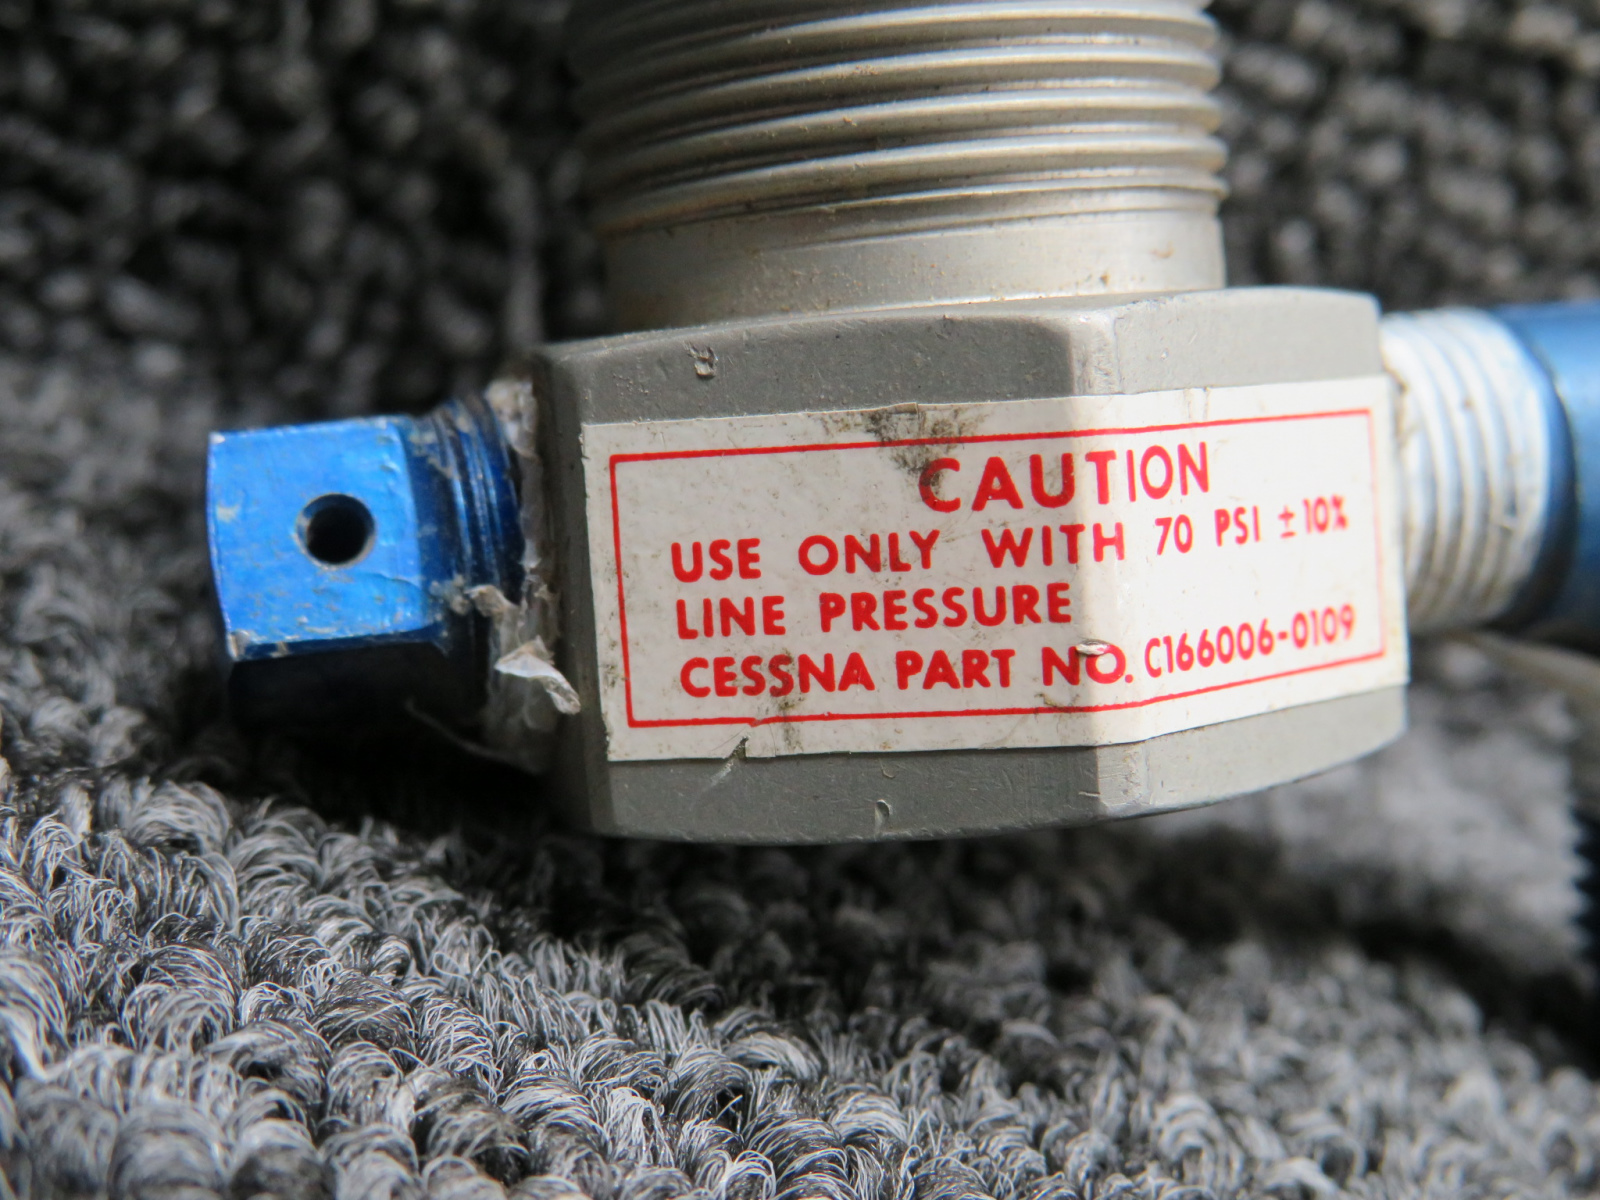 CAUTION
USE ONLY WITH 70 PSI ±10%
LINE PRESSURE
CESSNA PART NO. C166006-0109